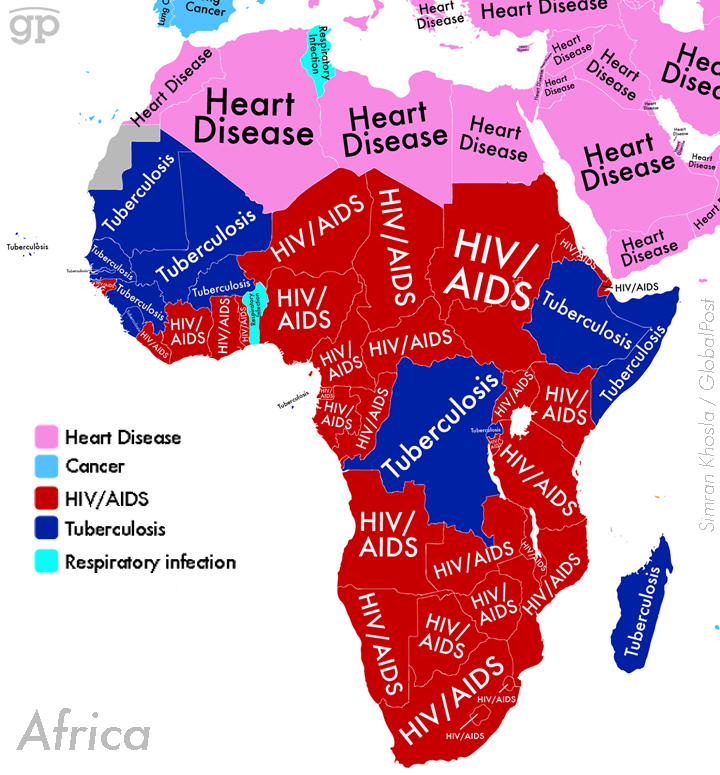 gp
Lung C
ng
Cancer
Heart
Disease
Heart Disease
Respiratory
Infection
Heart Disease
Heart
Disease
Heart
Disease
Heart
Disease
Heart
Disease
Heart
Disease
Heart
Disease
Heart
Disease
Heart
Disease
Heart
Disease
Heart
Disease
Tuberculosis
Tuberculosis
HIV/AIDS
HIV/AIDS
HIV/
AIDS
HIV/AIDS
HIV/AIDS
Tuberculosis
Tuberculosis
Tuberculosis
Tuberculosis
Tuberculosis
HIV/AIDS
HIV/
AIDS
HIV/AIDS
HIV/AIDS
Respiratory
Infection
HIV/
AIDS
Tuberculosis
Tuberculosis
HIV/
AIDS
HIV/AIDS
Tuberculosis
HIV/
AIDS
HIV/
AIDS
HIV/AIDS
Tuberculosis
HIV/AIDS
HIV/
AIDS
Tuberculosis
HIV/
AIDS
HIV/AIDS
Heart Disease
Cancer
HIV/AIDS
Tuberculosis
Respiratory infection
HIV/
AIDS
HIV/AIDS
HIV/AIDS
HIV/AIDS
HIV/AIDS
HIV/
AIDS
HIV/
AIDS
Tuberculosis
HIV/AIDS
HIV/AIDS
HIV/AIDS
Simran Khosla / GlobalPost
Africa